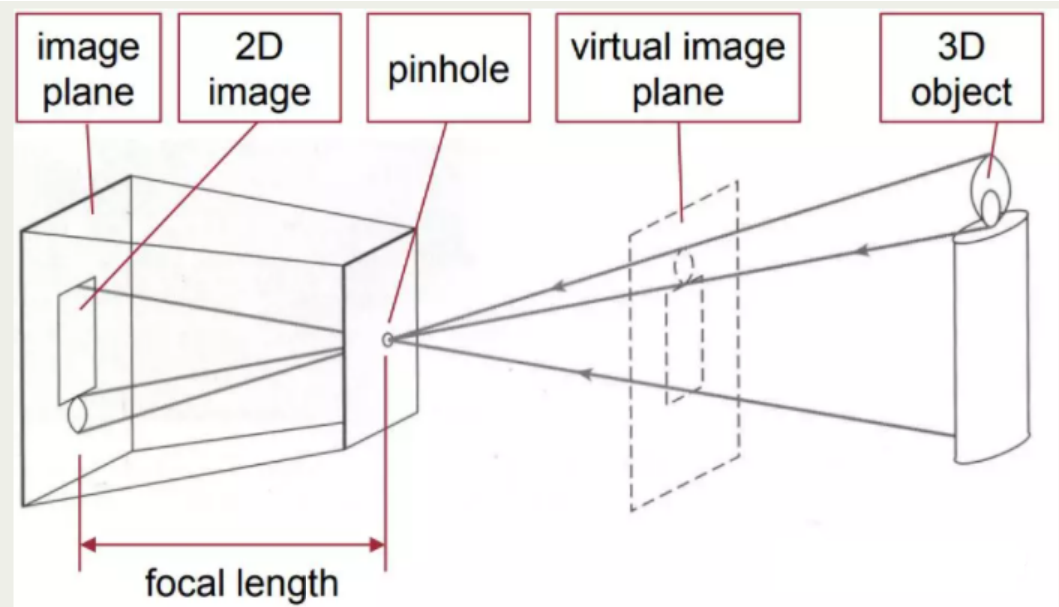 image
plane
2D
image
pinhole
virtual image
plane
3D
object
focal length